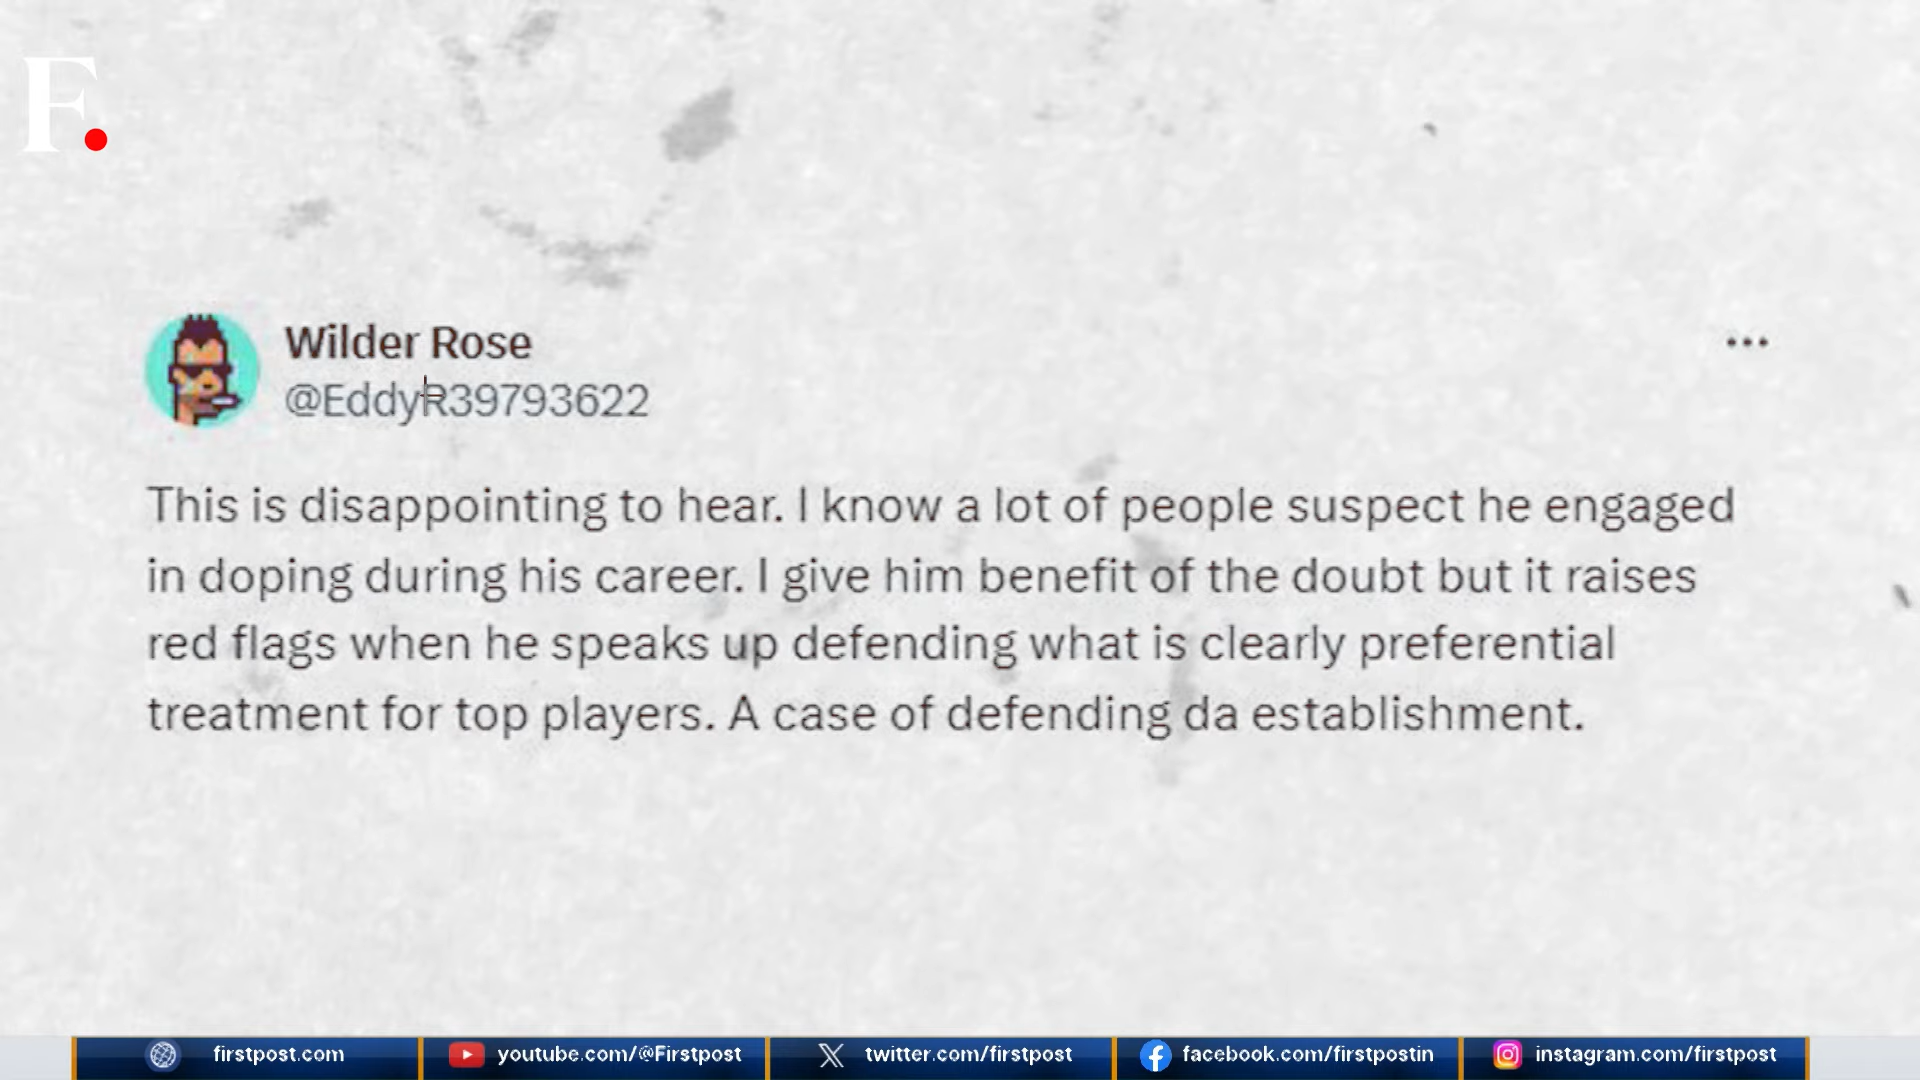 F.
Wilder Rose
@EddyR39793622
This is disappointing to hear. I know a lot of people suspect he engaged
in doping during his career. I give him benefit of the doubt but it raises
red flags when he speaks up defending what is clearly preferential
treatment for top players. A case of defending da establishment.
firstpost.com
youtube.com/@Firstpost
twitter.com/firstpost
facebook.com/firstpostin
instagram.com/firstpost